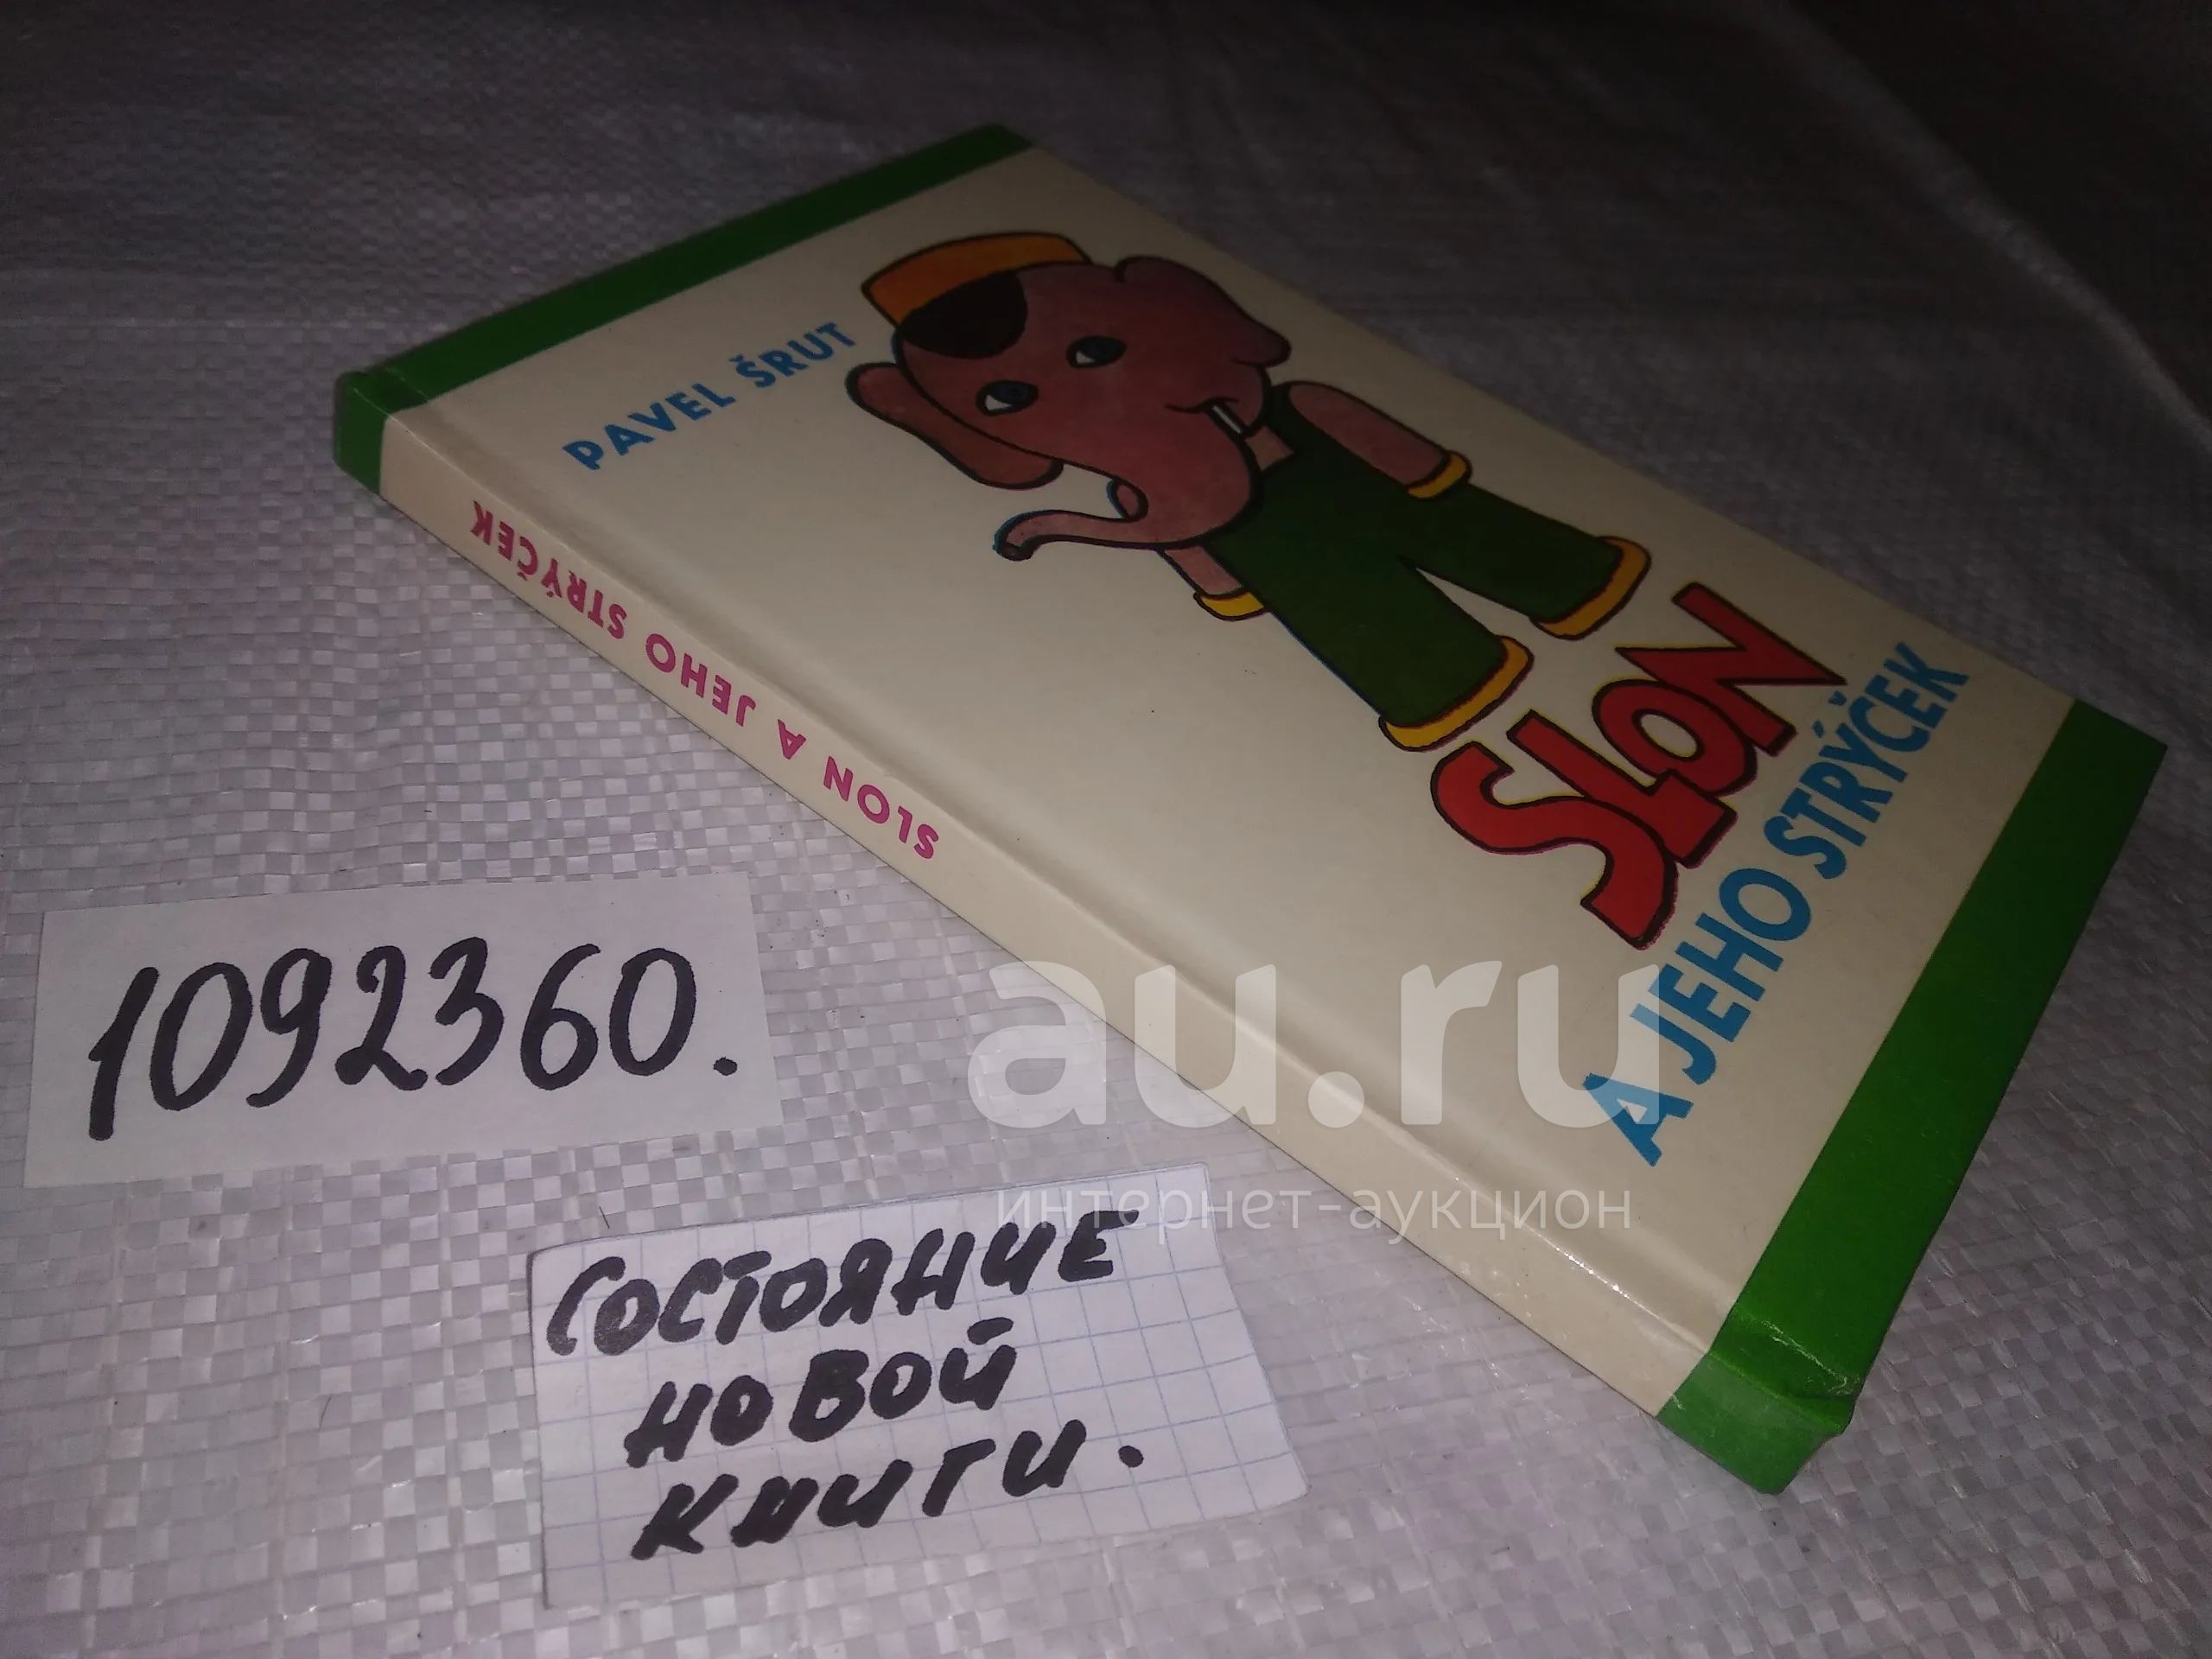 PAVEL ŠRUT
SLON
A JEHO STRÝČEK
SLON A JEHO STRÝČEK
1092360.
СОСТОЯНИЕ
НОВОЙ
КНИГИ.
au.ru
интернет-аукцион